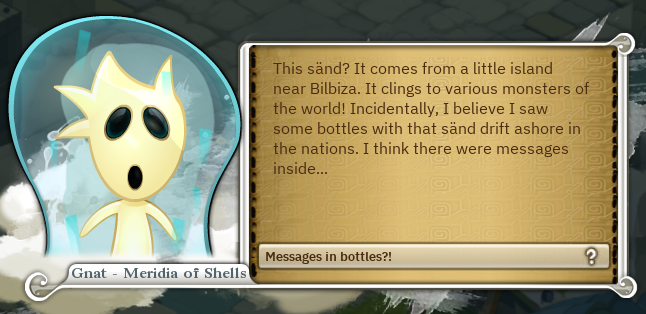 This sänd? It comes from a little island
near Bilbiza. It clings to various monsters of
the world! Incidentally, I believe I saw
some bottles with that sänd drift ashore in
the nations. I think there were messages
inside...
Messages in bottles?!
?
Gnat - Meridia of Shells